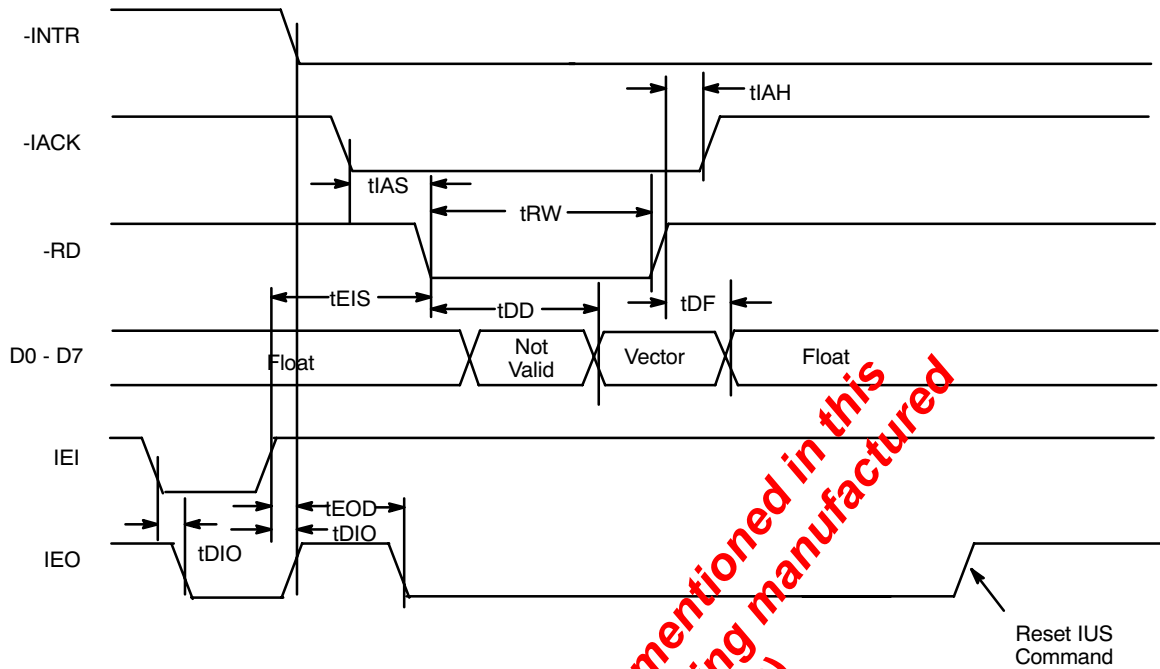 -INTR
tIAH
-IACK
tIAS
tRW
-RD
tEIS
tDD
tDF
D0 - D7
Float
Not
Valid
Vector
Float
IEI
tEOD
tDIO
tDIO
IEO
Reset IUS
Command
mentioned in this
ing manufactured